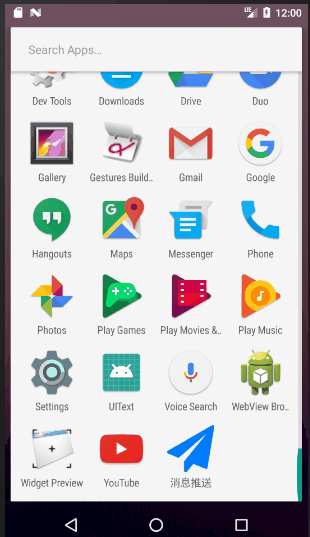 LTE 12:00
Search Apps…
Dev Tools Downloads Drive Duo
Gallery Gestures Build.. Gmail Google
Hangouts Maps Messenger Phone
Photos Play Games Play Movies &.. Play Music
Settings UIText Voice Search WebView Bro..
Widget Preview YouTube 消息推送